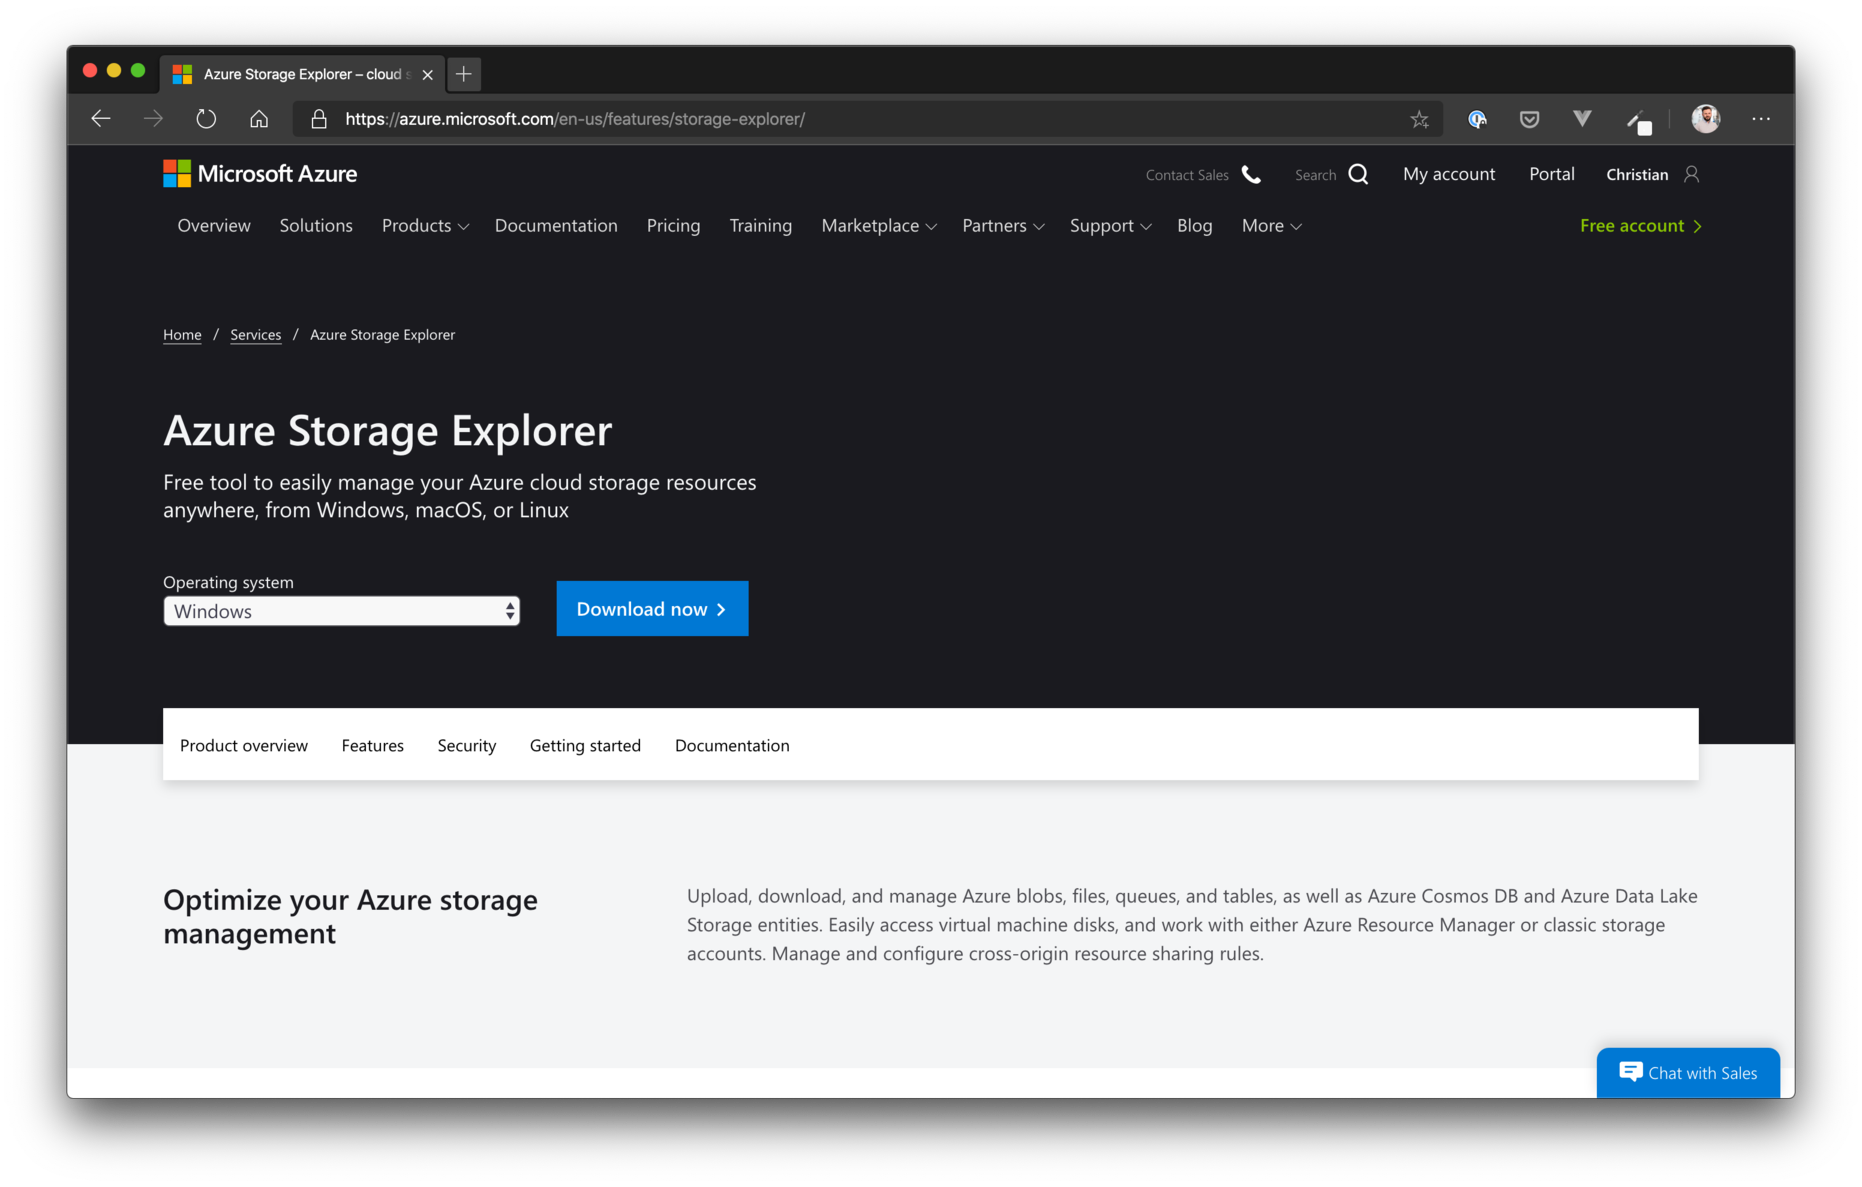 Azure Storage Explorer – cloud
https://azure.microsoft.com/en-us/features/storage-explorer/
Microsoft Azure
Contact Sales Search My account Portal Christian
Overview Solutions Products Documentation Pricing Training Marketplace Partners Support Blog More Free account
Home / Services / Azure Storage Explorer
Azure Storage Explorer
Free tool to easily manage your Azure cloud storage resources
anywhere, from Windows, macOS, or Linux
Operating system
Windows
Download now
Product overview Features Security Getting started Documentation
Optimize your Azure storage
management
Upload, download, and manage Azure blobs, files, queues, and tables, as well as Azure Cosmos DB and Azure Data Lake
Storage entities. Easily access virtual machine disks, and work with either Azure Resource Manager or classic storage
accounts. Manage and configure cross-origin resource sharing rules.
Chat with Sales